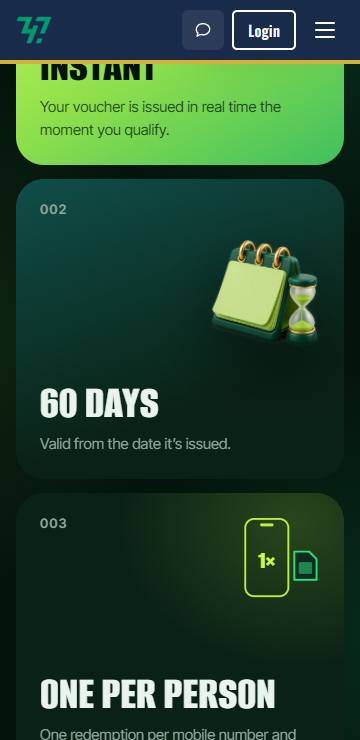 Login
INSTANT
Your voucher is issued in real time the
moment you qualify.
002
60 DAYS
Valid from the date it’s issued.
003
1×
ONE PER PERSON
One redemption per mobile number and